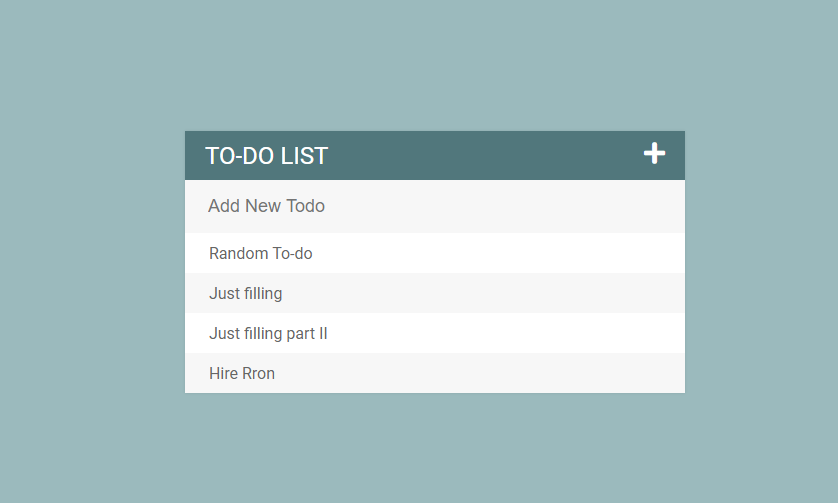 TO-DO LIST
Add New Todo
Random To-do
Just filling
Just filling part II
Hire Rron